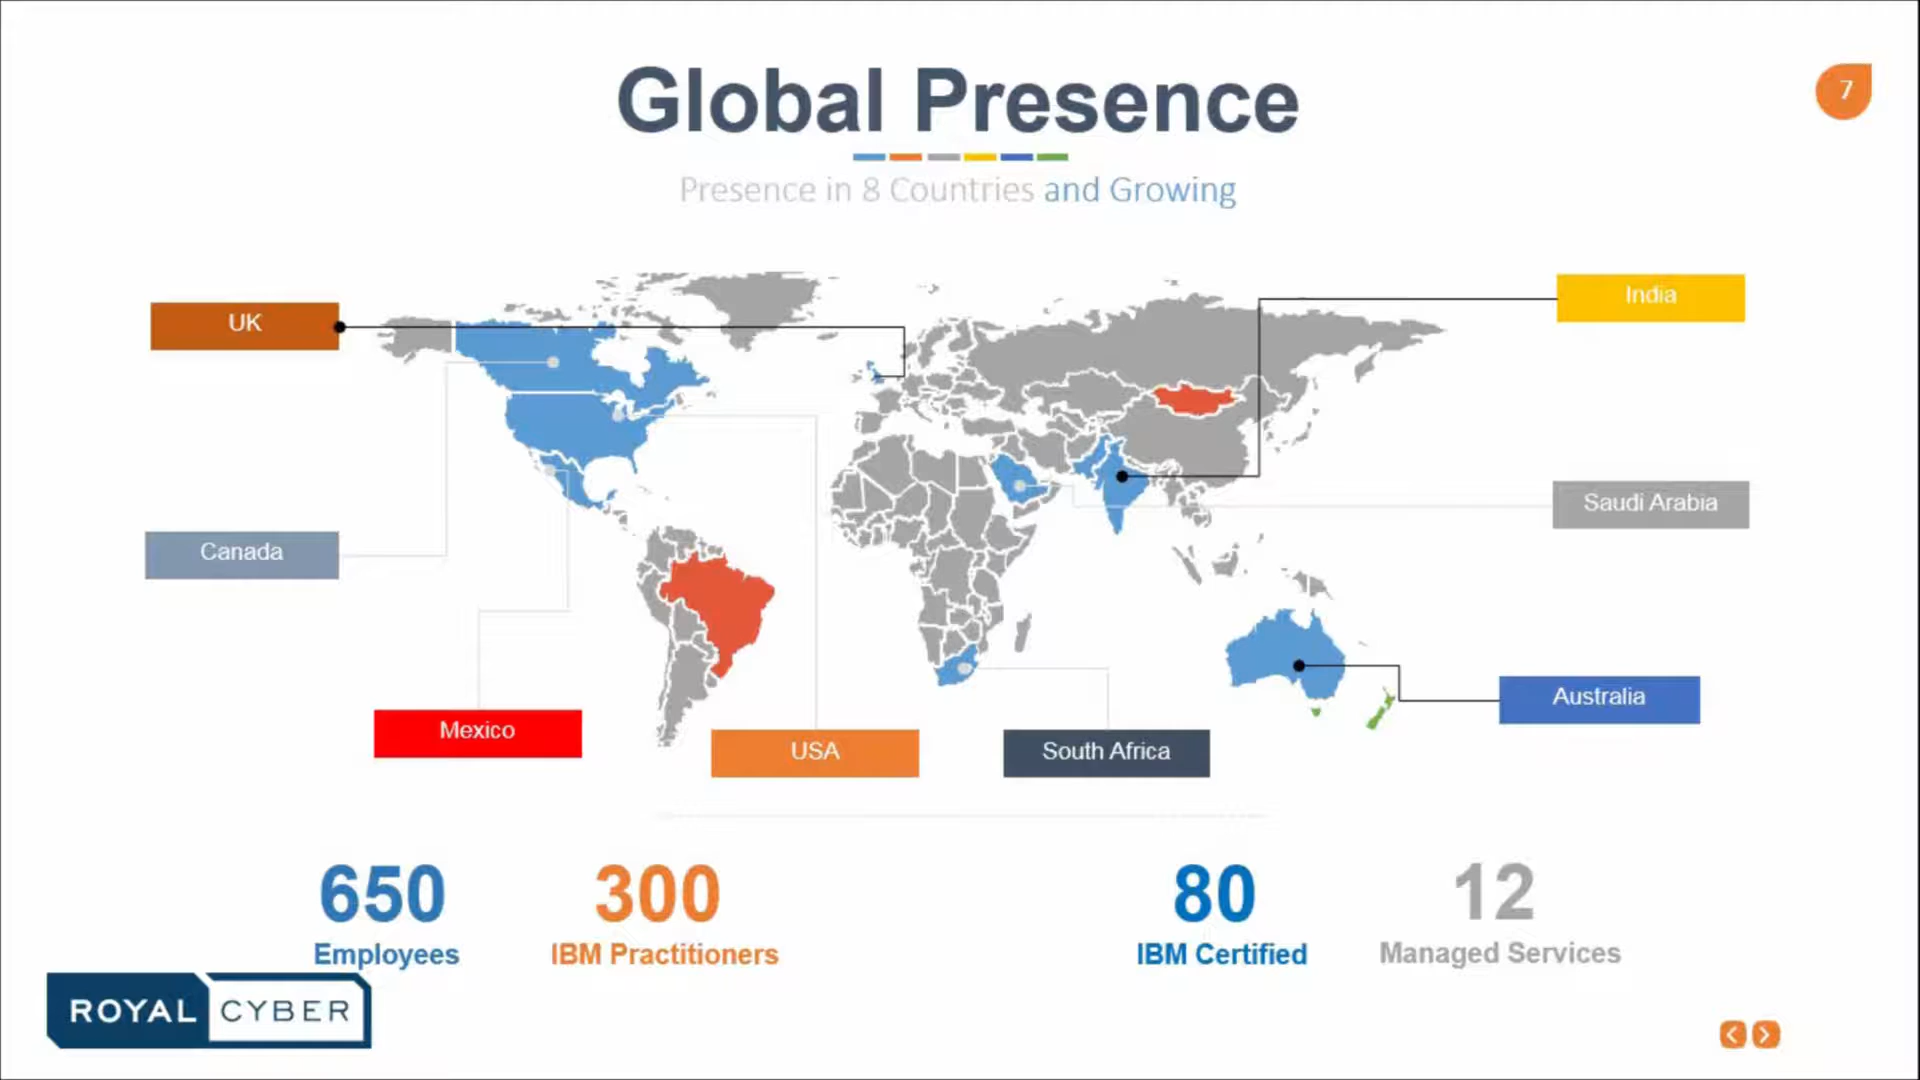 Global Presence
7
Presence in 8 Countries and Growing
UK
India
Canada
Saudi Arabia
Mexico
USA
South Africa
Australia
650
Employees
300
IBM Practitioners
80
IBM Certified
12
Managed Services
ROYAL CYBER